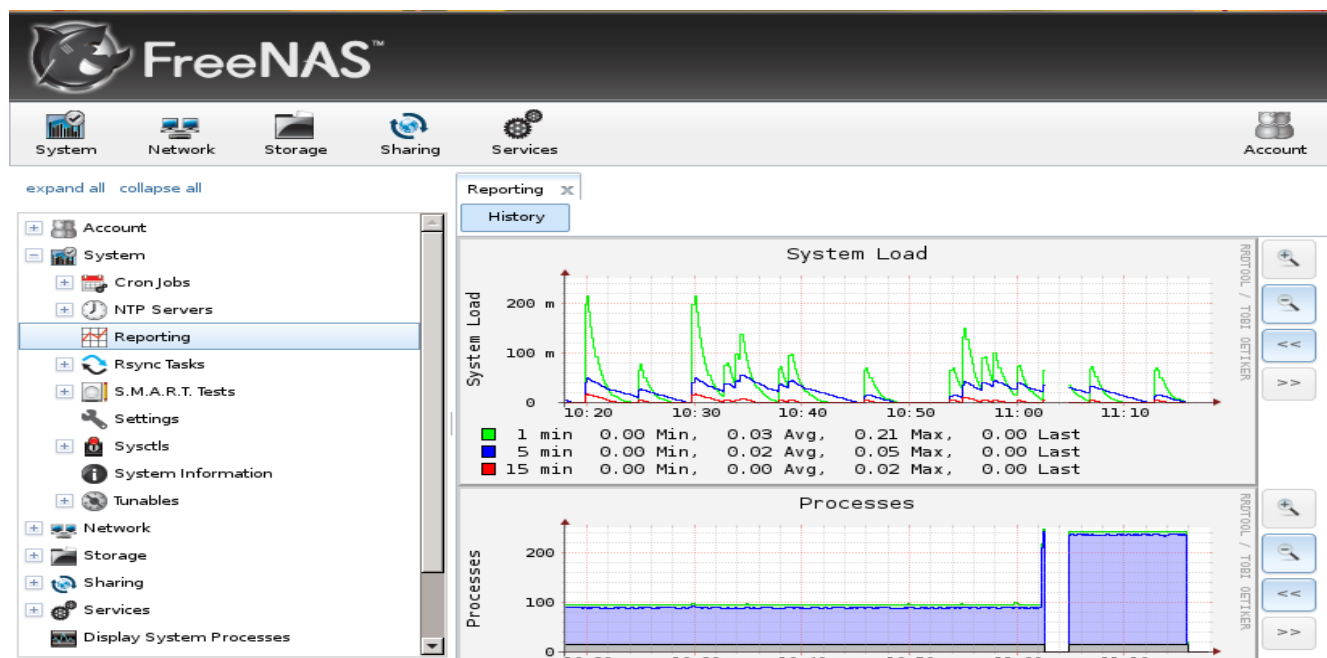 FreeNAS™
System
Network
Storage
Sharing
Services
Account
expand all collapse all
Account
System
Cron Jobs
NTP Servers
Reporting
Rsync Tasks
S.M.A.R.T. Tests
Settings
Sysctls
System Information
Tunables
Network
Storage
Sharing
Services
Display System Processes
Reporting x
History
System Load
System Load
200 m
100 m
0
10:20 10:30 10:40 10:50 11:00 11:10
1 min 0.00 Min, 0.03 Avg, 0.21 Max, 0.00 Last
5 min 0.00 Min, 0.02 Avg, 0.05 Max, 0.00 Last
15 min 0.00 Min, 0.00 Avg, 0.02 Max, 0.00 Last
RRDTOOL / TOBI OETIKER
<<
>>
Processes
Processes
200
100
0
RRDTOOL / TOBI OETIKER
<<
>>